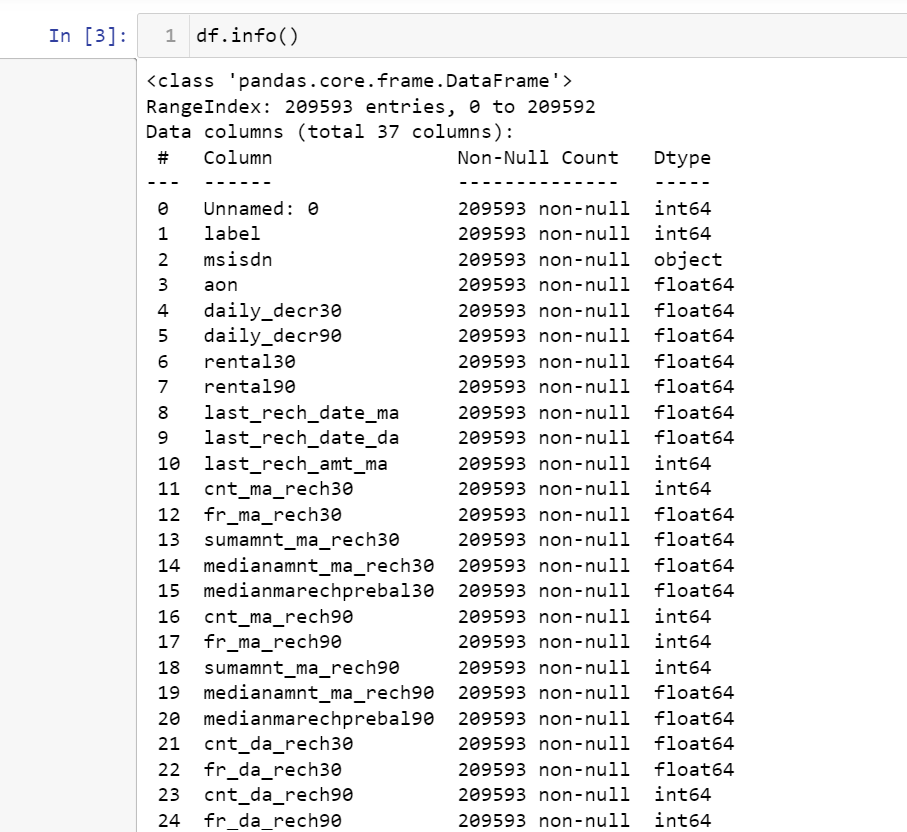 In [3]: 1 df.info()
<class 'pandas.core.frame.DataFrame'>
RangeIndex: 209593 entries, 0 to 209592
Data columns (total 37 columns):
 #   Column                Non-Null Count   Dtype
---  ------                --------------   -----
 0   Unnamed: 0            209593 non-null  int64
 1   label                 209593 non-null  int64
 2   msisdn                209593 non-null  object
 3   aon                   209593 non-null  float64
 4   daily_decr30          209593 non-null  float64
 5   daily_decr90          209593 non-null  float64
 6   rental30              209593 non-null  float64
 7   rental90              209593 non-null  float64
 8   last_rech_date_ma     209593 non-null  float64
 9   last_rech_date_da     209593 non-null  float64
 10  last_rech_amt_ma      209593 non-null  int64
 11  cnt_ma_rech30         209593 non-null  int64
 12  fr_ma_rech30          209593 non-null  float64
 13  sumamnt_ma_rech30     209593 non-null  float64
 14  medianamnt_ma_rech30  209593 non-null  float64
 15  medianmarechprebal30  209593 non-null  float64
 16  cnt_ma_rech90         209593 non-null  int64
 17  fr_ma_rech90          209593 non-null  int64
 18  sumamnt_ma_rech90     209593 non-null  int64
 19  medianamnt_ma_rech90  209593 non-null  float64
 20  medianmarechprebal90  209593 non-null  float64
 21  cnt_da_rech30         209593 non-null  float64
 22  fr_da_rech30          209593 non-null  float64
 23  cnt_da_rech90         209593 non-null  int64
 24  fr_da_rech90          209593 non-null  int64